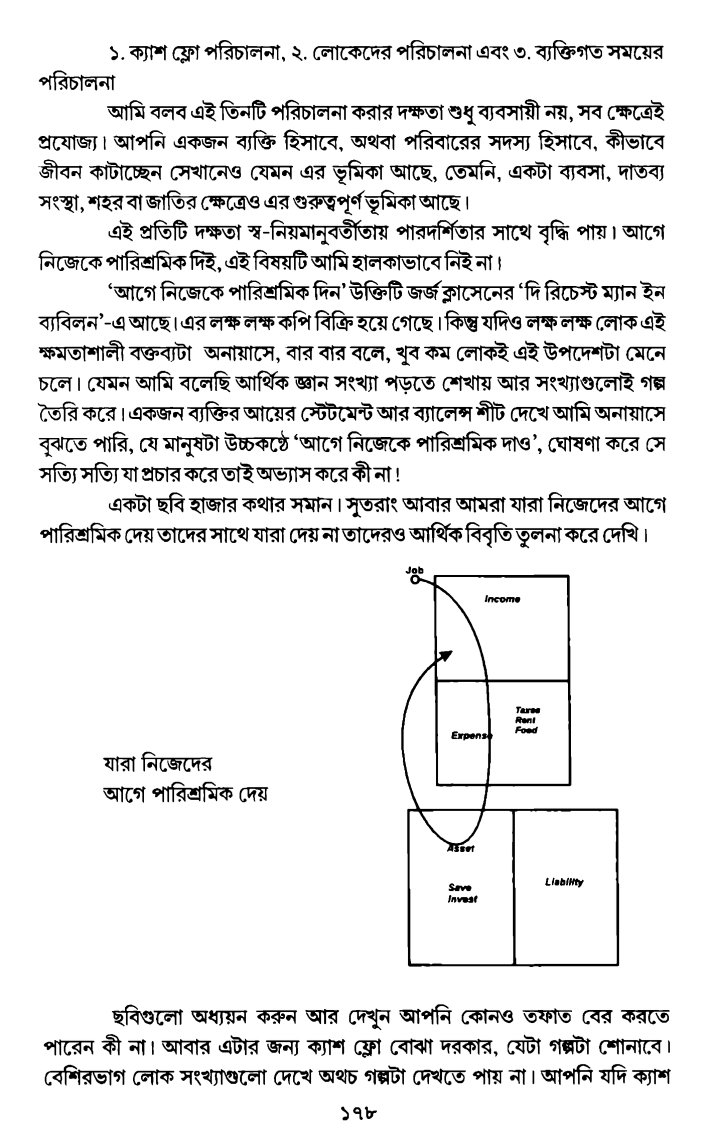 ১. ক্যাশ ফ্লো পরিচালনা, ২. লোকেদের পরিচালনা এবং ৩. ব্যক্তিগত সময়ের
পরিচালনা
আমি বলব এই তিনটি পরিচালনা করার দক্ষতা শুধু ব্যবসায়ী নয়, সব ক্ষেত্রেই
প্রযোজ্য। আপনি একজন ব্যক্তি হিসাবে, অথবা পরিবারের সদস্য হিসাবে, কীভাবে
জীবন কাটাচ্ছেন সেখানেও যেমন এর ভূমিকা আছে, তেমনি, একটা ব্যবসা, দাতব্য
সংস্থা, শহর বা জাতির ক্ষেত্রেও এর গুরুত্বপূর্ণ ভূমিকা আছে।
এই প্রতিটি দক্ষতা স্ব-নিয়মানুবর্তীতায় পারদর্শিতার সাথে বৃদ্ধি পায়। আগে
নিজেকে পারিশ্রমিক দিই, এই বিষয়টি আমি হালকাভাবে নিই না।
‘আগে নিজেকে পারিশ্রমিক দিন’ উক্তিটি জর্জ ক্লাসেনের ‘দি রিচেস্ট ম্যান ইন
ব্যবিলন’-এ আছে। এর লক্ষ লক্ষ কপি বিক্রি হয়ে গেছে। কিন্তু যদিও লক্ষ লক্ষ লোক এই
ক্ষমতাশালী বক্তব্যটা অনায়াসে, বার বার বলে, খুব কম লোকই এই উপদেশটা মেনে
চলে। যেমন আমি বলেছি আর্থিক জ্ঞান সংখ্যা পড়তে শেখায় আর সংখ্যাগুলোই গল্প
তৈরি করে। একজন ব্যক্তির আয়ের স্টেটমেন্ট আর ব্যালেন্স শীট দেখে আমি অনায়াসে
বুঝতে পারি, যে মানুষটা উচ্চকণ্ঠে ‘আগে নিজেকে পারিশ্রমিক দাও’, ঘোষণা করে সে
সত্যি সত্যি যা প্রচার করে তাই অভ্যাস করে কী না!
একটা ছবি হাজার কথার সমান। সুতরাং আবার আমরা যারা নিজেদের আগে
পারিশ্রমিক দেয় তাদের সাথে যারা দেয় না তাদেরও আর্থিক বিবৃতি তুলনা করে দেখি।
Job
Income
Taxes
Rent
Food
Expense
যারা নিজেদের
আগে পারিশ্রমিক দেয়
Asset
Save
Invest
Liability
ছবিগুলো অধ্যয়ন করুন আর দেখুন আপনি কোনও তফাত বের করতে
পারেন কী না। আবার এটার জন্য ক্যাশ ফ্লো বোঝা দরকার, যেটা গল্পটা শোনাবে।
বেশিরভাগ লোক সংখ্যাগুলো দেখে অথচ গল্পটা দেখতে পায় না। আপনি যদি ক্যাশ
১৭৮